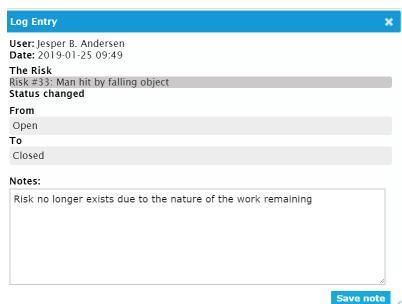 Log Entry
User: Jesper B. Andersen
Date: 2019-01-25 09:49
The Risk
Risk #33: Man hit by falling object
Status changed
From
Open
To
Closed
Notes:
Risk no longer exists due to the nature of the work remaining
Save note